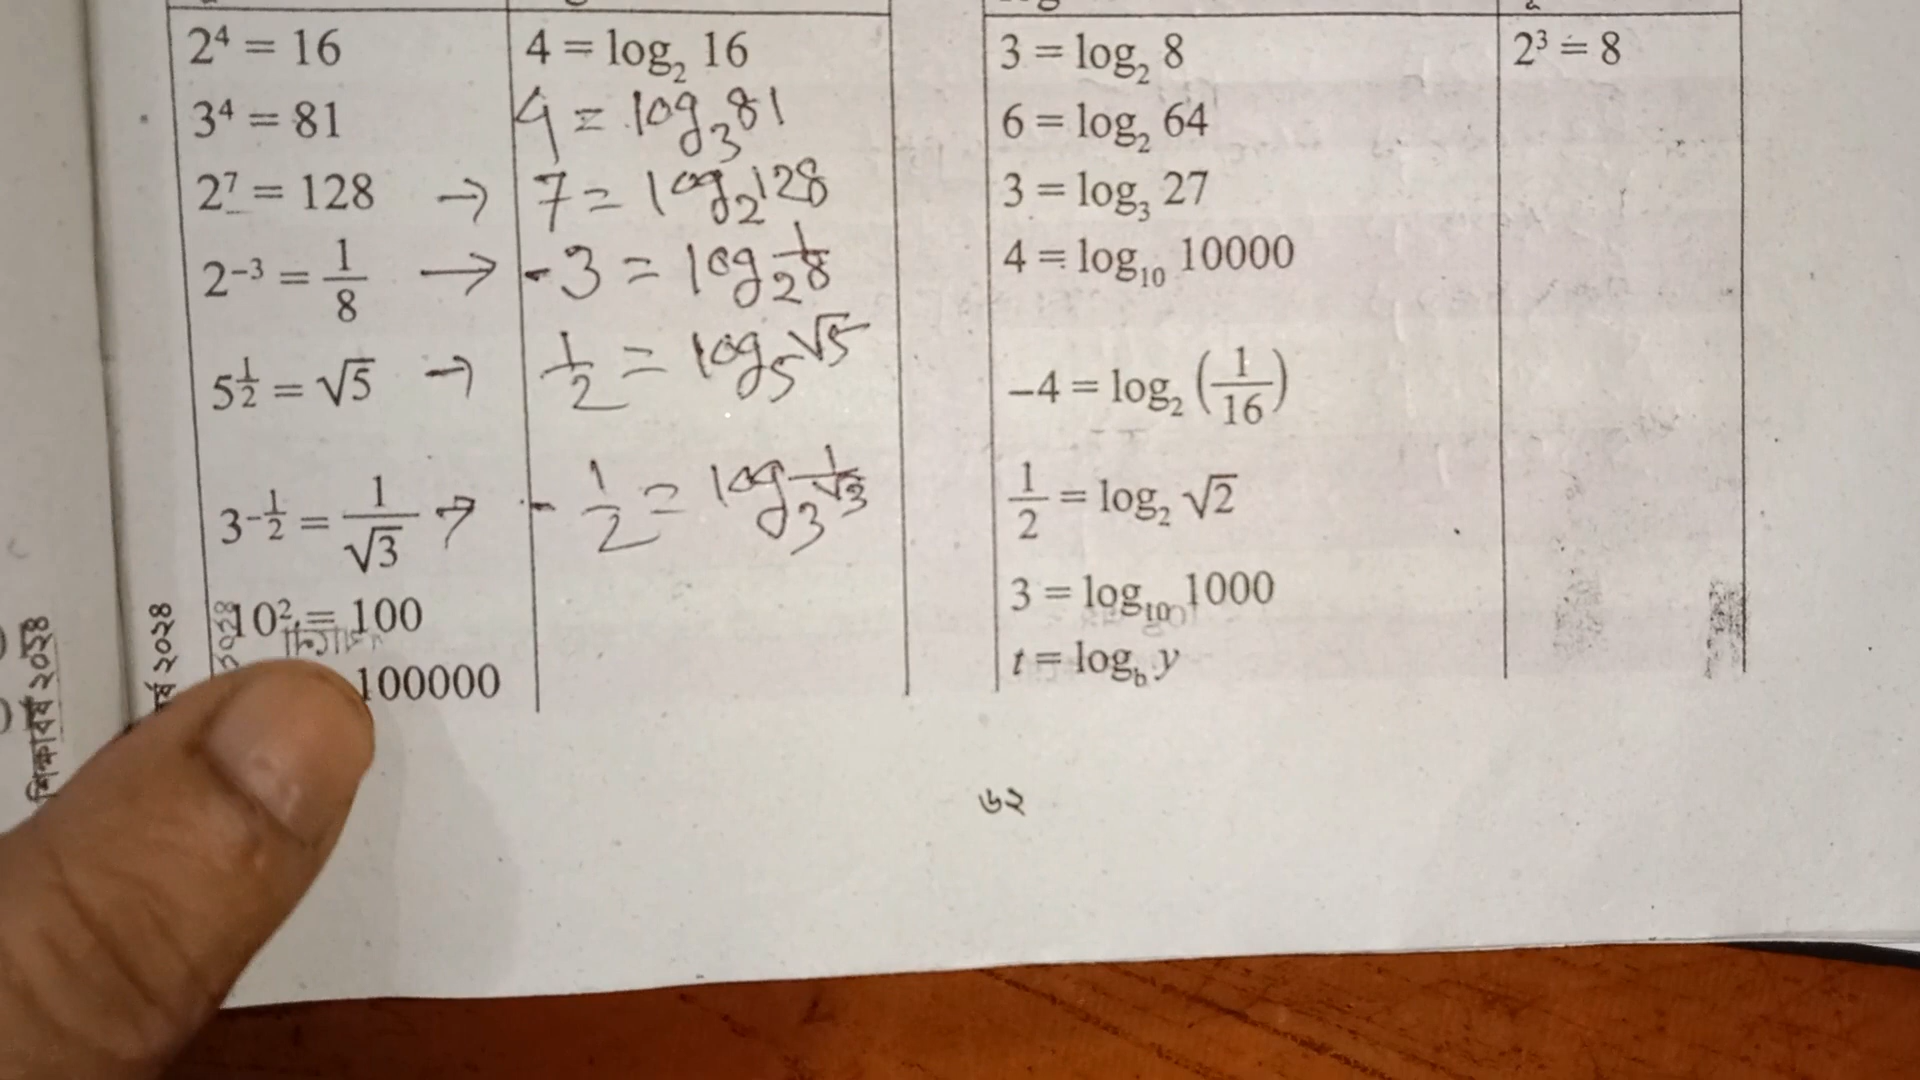 2⁴ = 16
4 = log₂ 16
3⁴ = 81
4 = log₃ 81
2⁷ = 128 →
7 = log₂ 128
2⁻³ = 1/8 →
-3 = log₂ 1/8
5^(1/2) = √5 →
1/2 = log₅ √5
3^(-1/2) = 1/√3 →
- 1/2 = log₃ 1/√3
10² = 100
100000
3 = log₂ 8
2³ = 8
6 = log₂ 64
3 = log₃ 27
4 = log₁₀ 10000
–4 = log₂ (1/16)
1/2 = log₂ √2
3 = log₁₀ 1000
t = log_b y
৬২
শিক্ষাবর্ষ ২০২৪
র্ষ ২০২৪